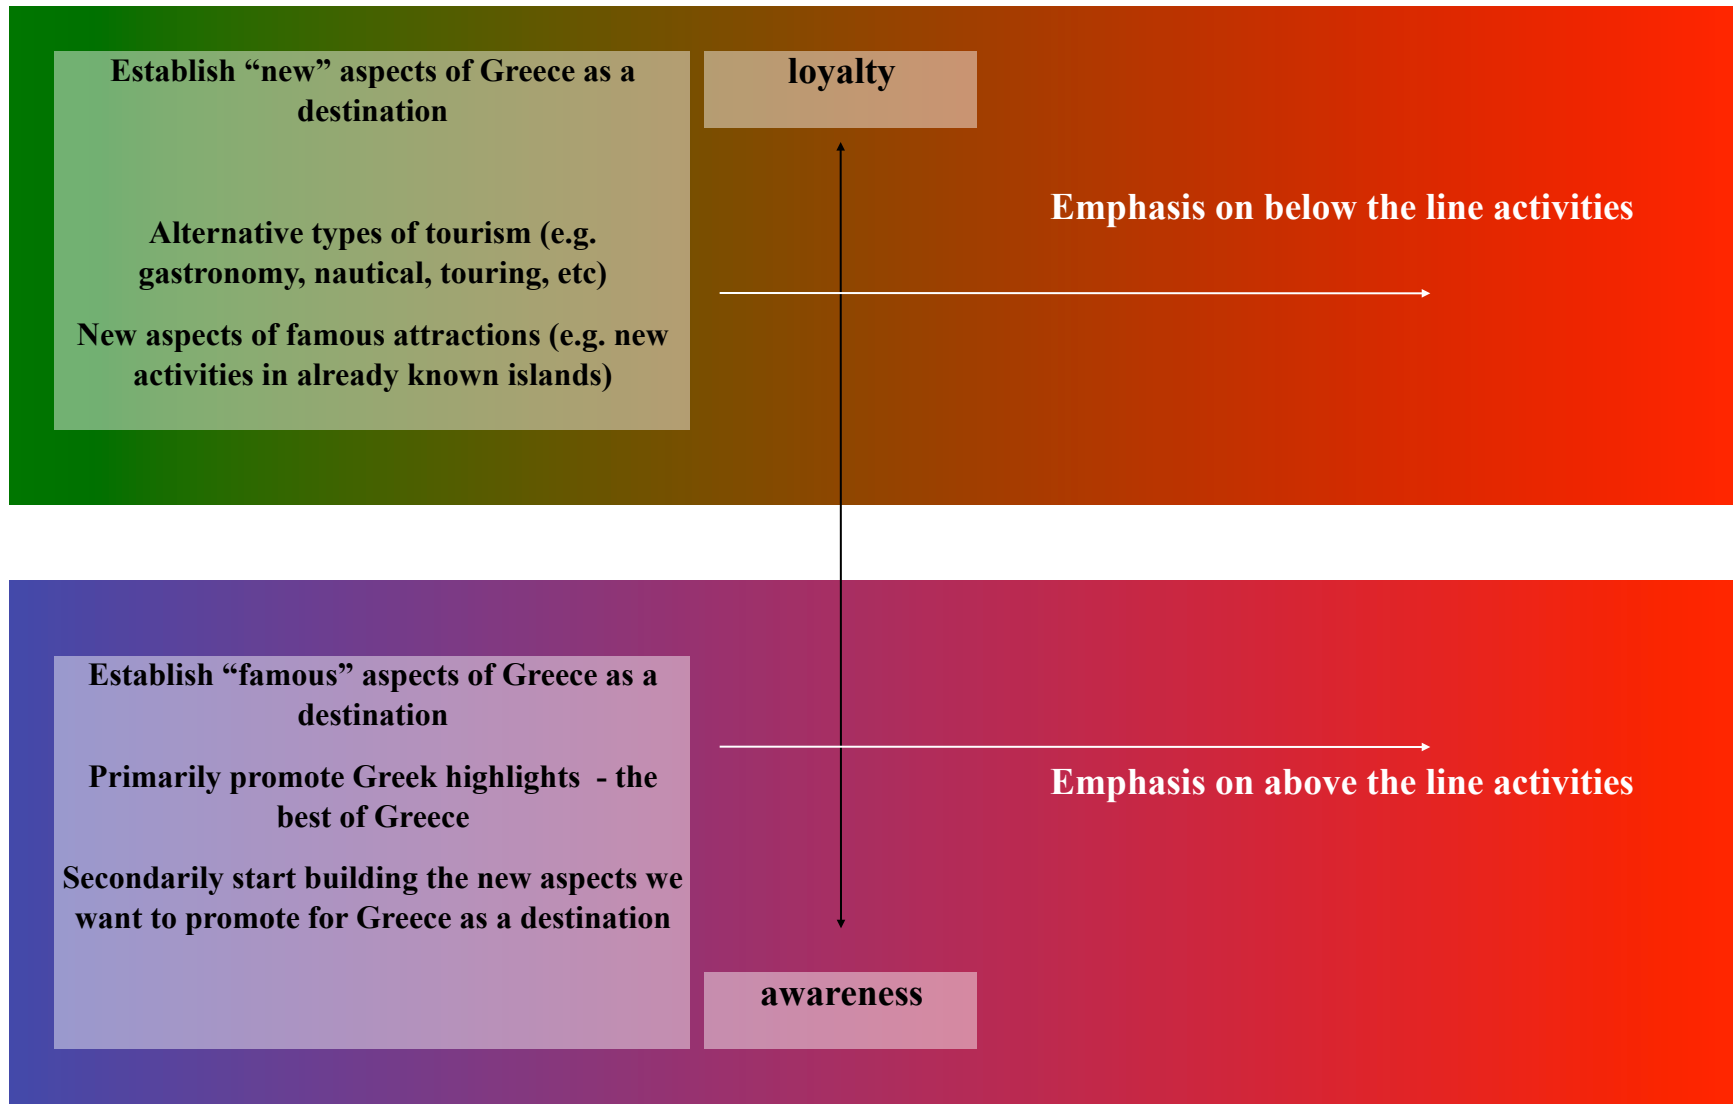 Establish “new” aspects of Greece as a
destination
Alternative types of tourism (e.g.
gastronomy, nautical, touring, etc)
New aspects of famous attractions (e.g. new
activities in already known islands)
loyalty
Emphasis on below the line activities
Establish “famous” aspects of Greece as a
destination
Primarily promote Greek highlights  - the
best of Greece
Secondarily start building the new aspects we
want to promote for Greece as a destination
Emphasis on above the line activities
awareness